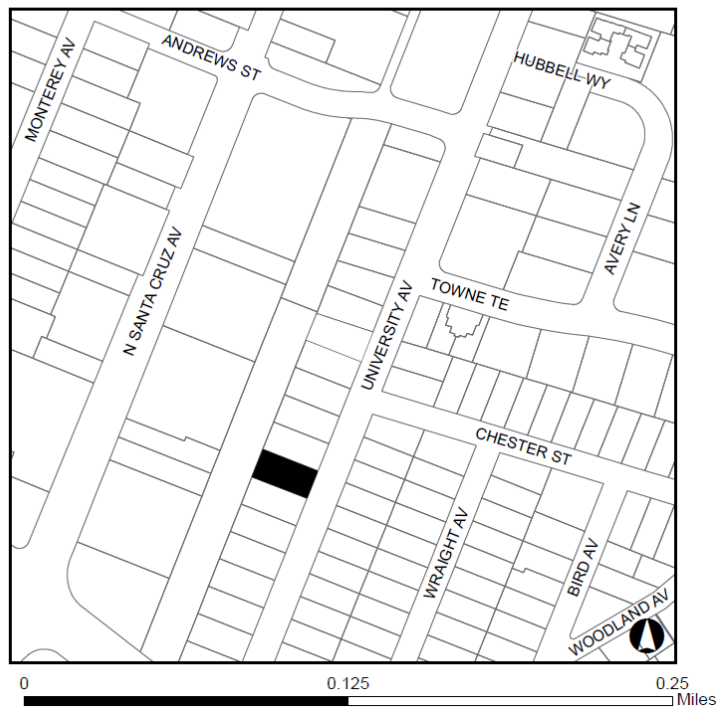 ANDREWS ST
HUBBELL WY
MONTEREY AV
AVERY LN
N SANTA CRUZ AV
TOWNE TE
UNIVERSITY AV
CHESTER ST
WRAIGHT AV
BIRD AV
WOODLAND AV
0 0.125 0.25
Miles